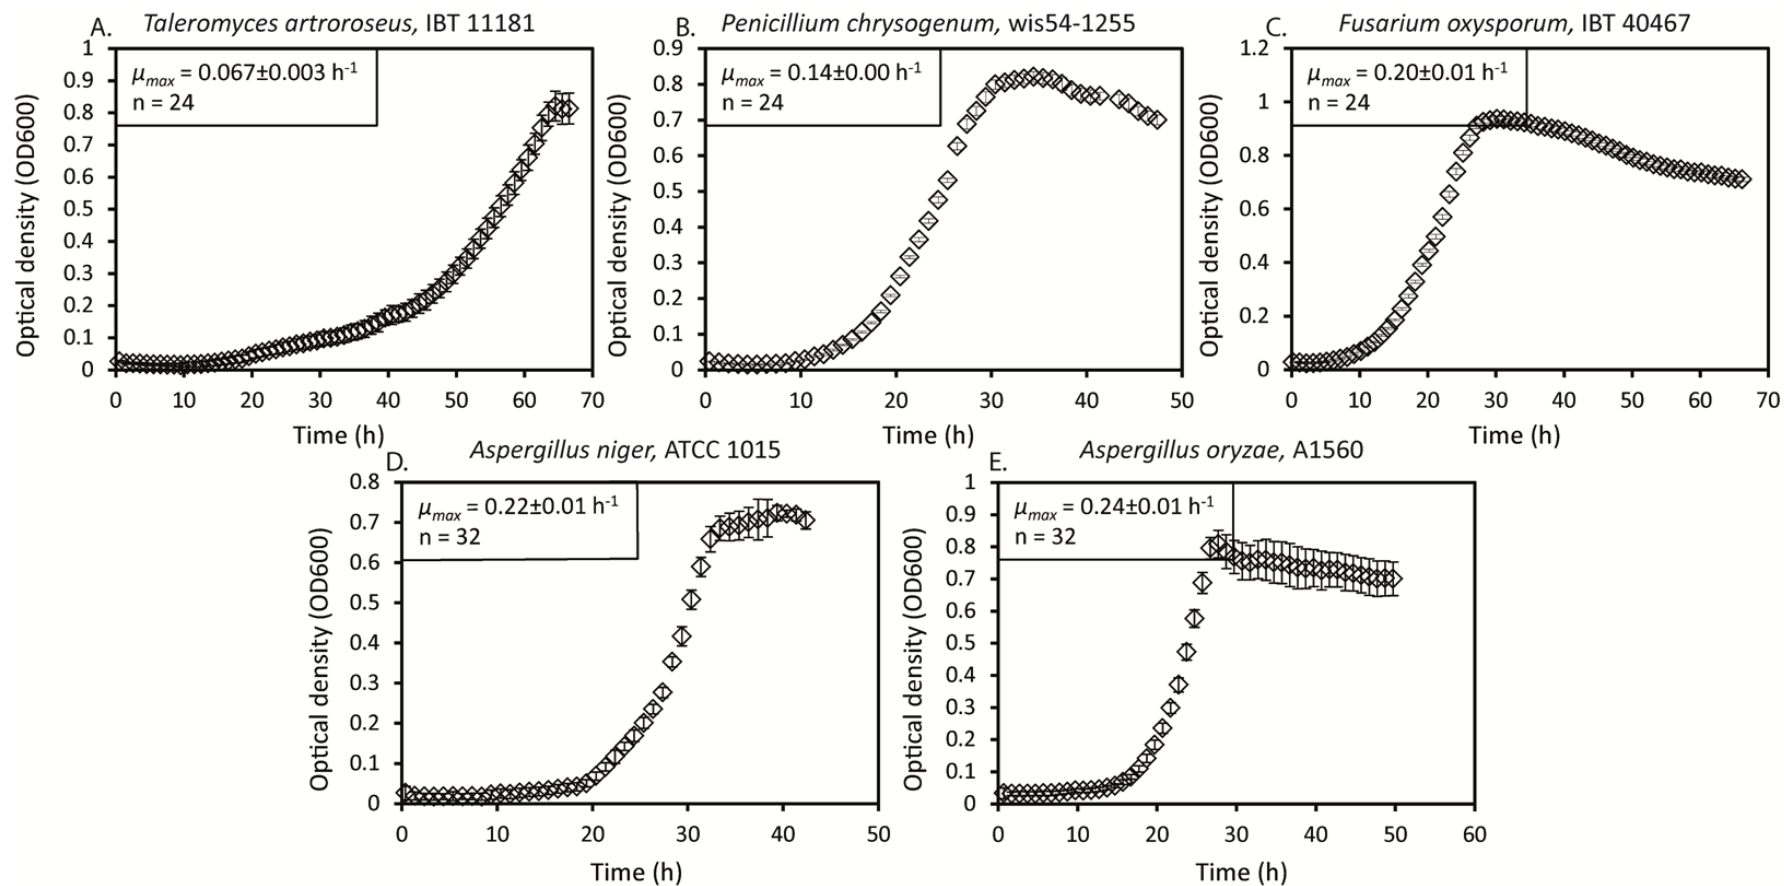 A. Taleromyces artroroseus, IBT 11181
μmax = 0.067±0.003 h-1
n = 24
Optical density (OD600)
1
0.9
0.8
0.7
0.6
0.5
0.4
0.3
0.2
0.1
0
0 10 20 30 40 50 60 70
Time (h)
B. Penicillium chrysogenum, wis54-1255
μmax = 0.14±0.00 h-1
n = 24
Optical density (OD600)
0.9
0.8
0.7
0.6
0.5
0.4
0.3
0.2
0.1
0
0 10 20 30 40 50
Time (h)
C. Fusarium oxysporum, IBT 40467
μmax = 0.20±0.01 h-1
n = 24
Optical density (OD600)
1.2
1
0.8
0.6
0.4
0.2
0
0 10 20 30 40 50 60 70
Time (h)
D. Aspergillus niger, ATCC 1015
μmax = 0.22±0.01 h-1
n = 32
Optical density (OD600)
0.8
0.7
0.6
0.5
0.4
0.3
0.2
0.1
0
0 10 20 30 40 50
Time (h)
E. Aspergillus oryzae, A1560
μmax = 0.24±0.01 h-1
n = 32
Optical density (OD600)
1
0.9
0.8
0.7
0.6
0.5
0.4
0.3
0.2
0.1
0
0 10 20 30 40 50 60
Time (h)